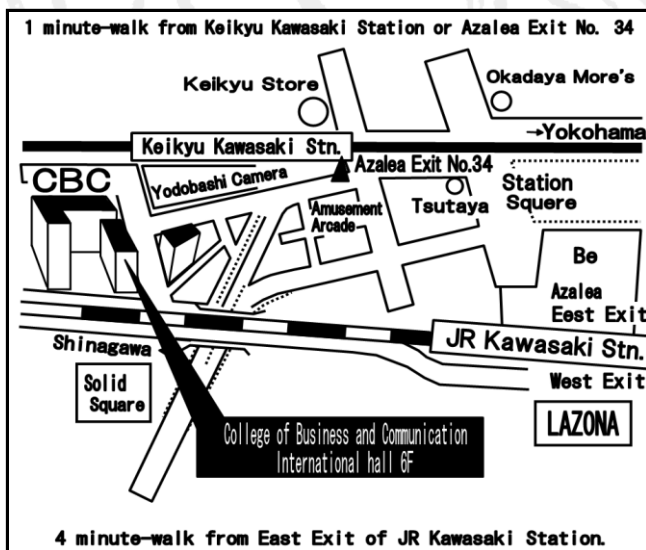 1 minute-walk from Keikyu Kawasaki Station or Azalea Exit No. 34
Keikyu Store
Okadaya More's
→Yokohama
Keikyu Kawasaki Stn.
Azalea Exit No.34
CBC
Yodobashi Camera
Station
Squere
Tsutaya
Amusement
Arcade
Be
Azalea
Eest Exit
JR Kawasaki Stn.
Shinagawa
West Exit
Solid
Square
LAZONA
College of Business and Communication
International hall 6F
4 minute-walk from East Exit of JR Kawasaki Station.